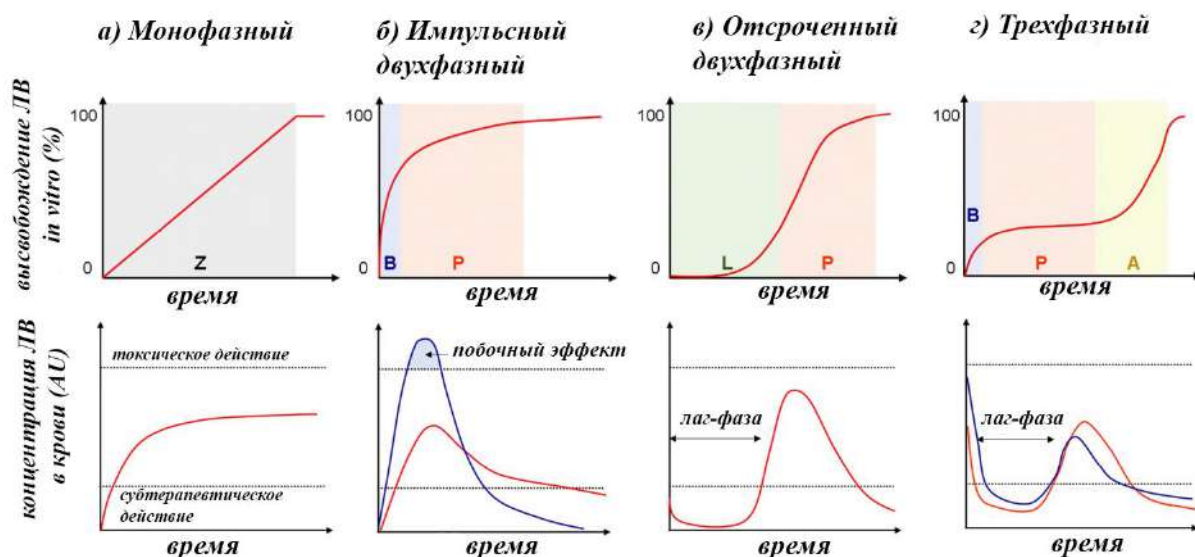 а) Монофазный
б) Импульсный
двухфазный
в) Отсроченный
двухфазный
г) Трехфазный
высвобождение ЛВ
in vitro (%)
100
0
Z
время
100
0
B
P
время
100
0
L
P
время
100
0
B
P
A
время
концентрация ЛВ
в крови (AU)
токсическое действие
субтерапевтическое
действие
время
побочный эффект
время
лаг-фаза
время
лаг-фаза
время